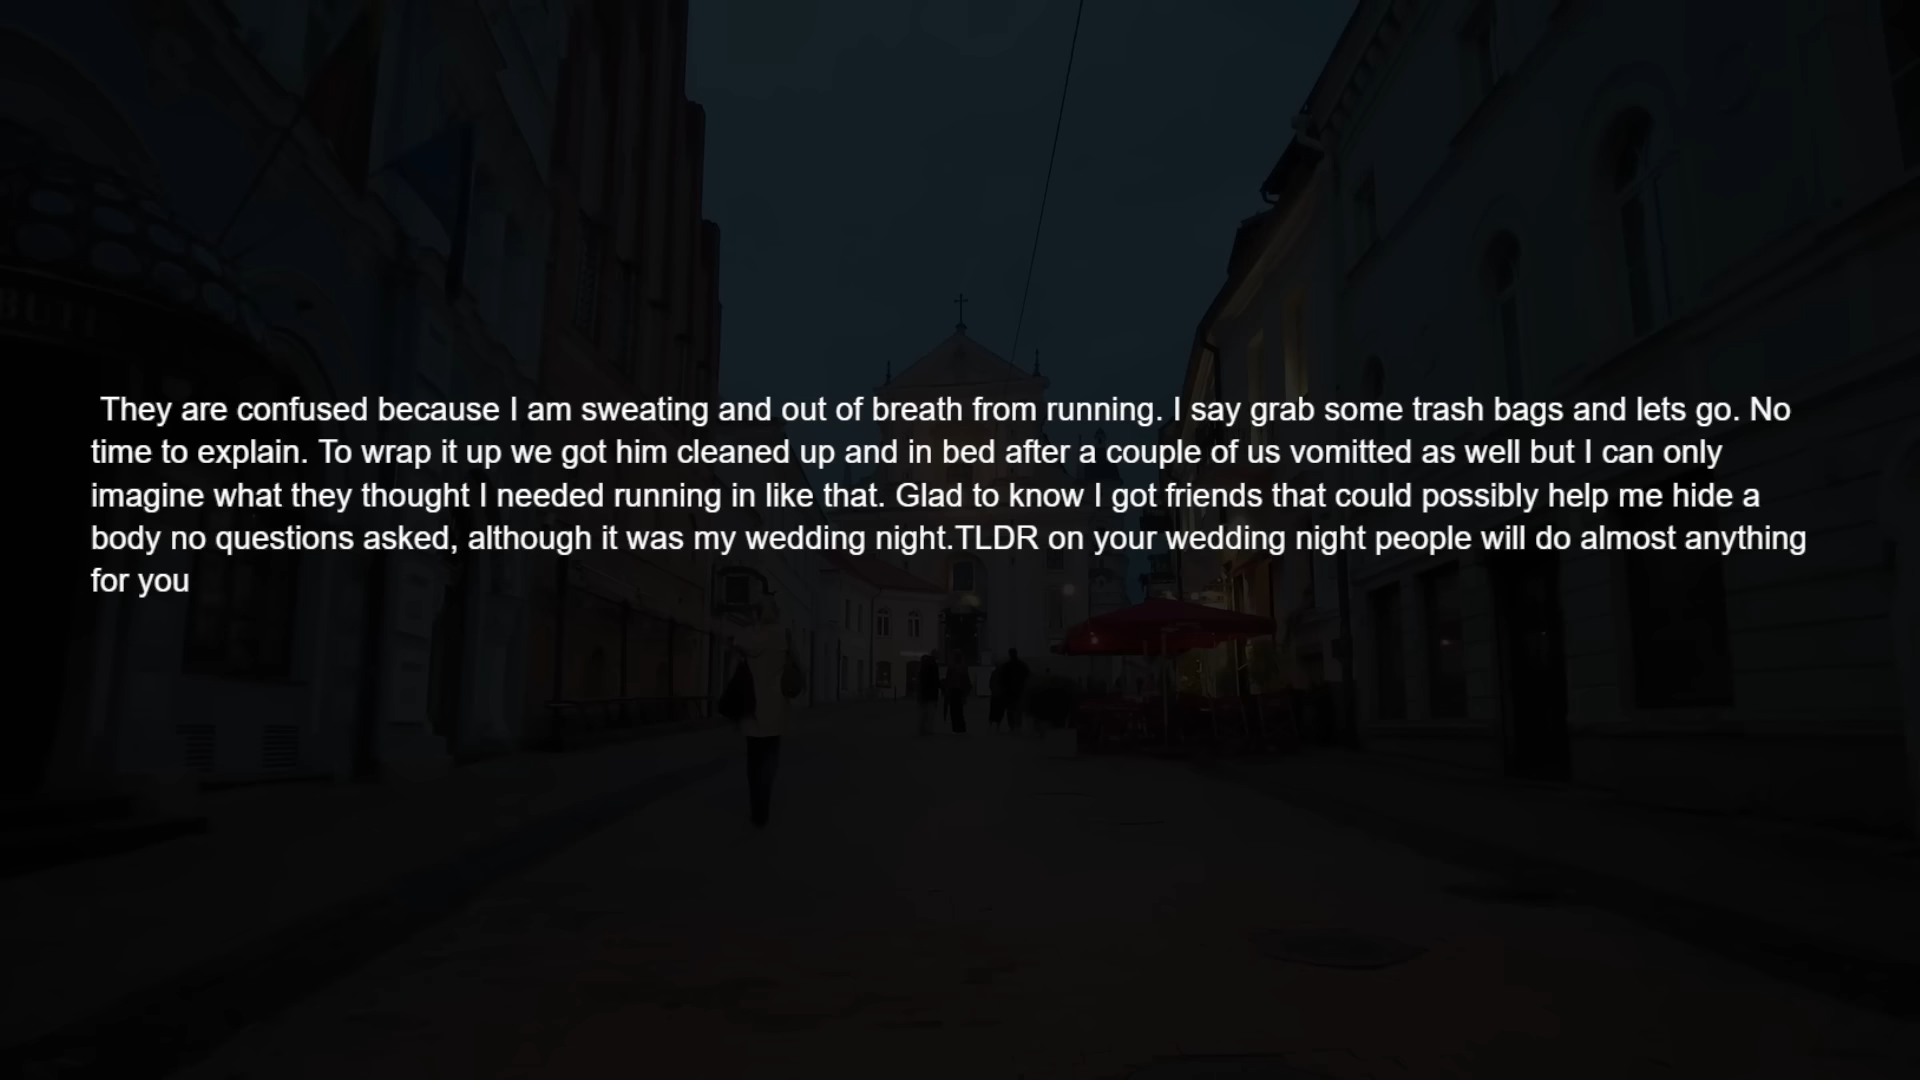 They are confused because I am sweating and out of breath from running. I say grab some trash bags and lets go. No
time to explain. To wrap it up we got him cleaned up and in bed after a couple of us vomitted as well but I can only
imagine what they thought I needed running in like that. Glad to know I got friends that could possibly help me hide a
body no questions asked, although it was my wedding night.TLDR on your wedding night people will do almost anything
for you